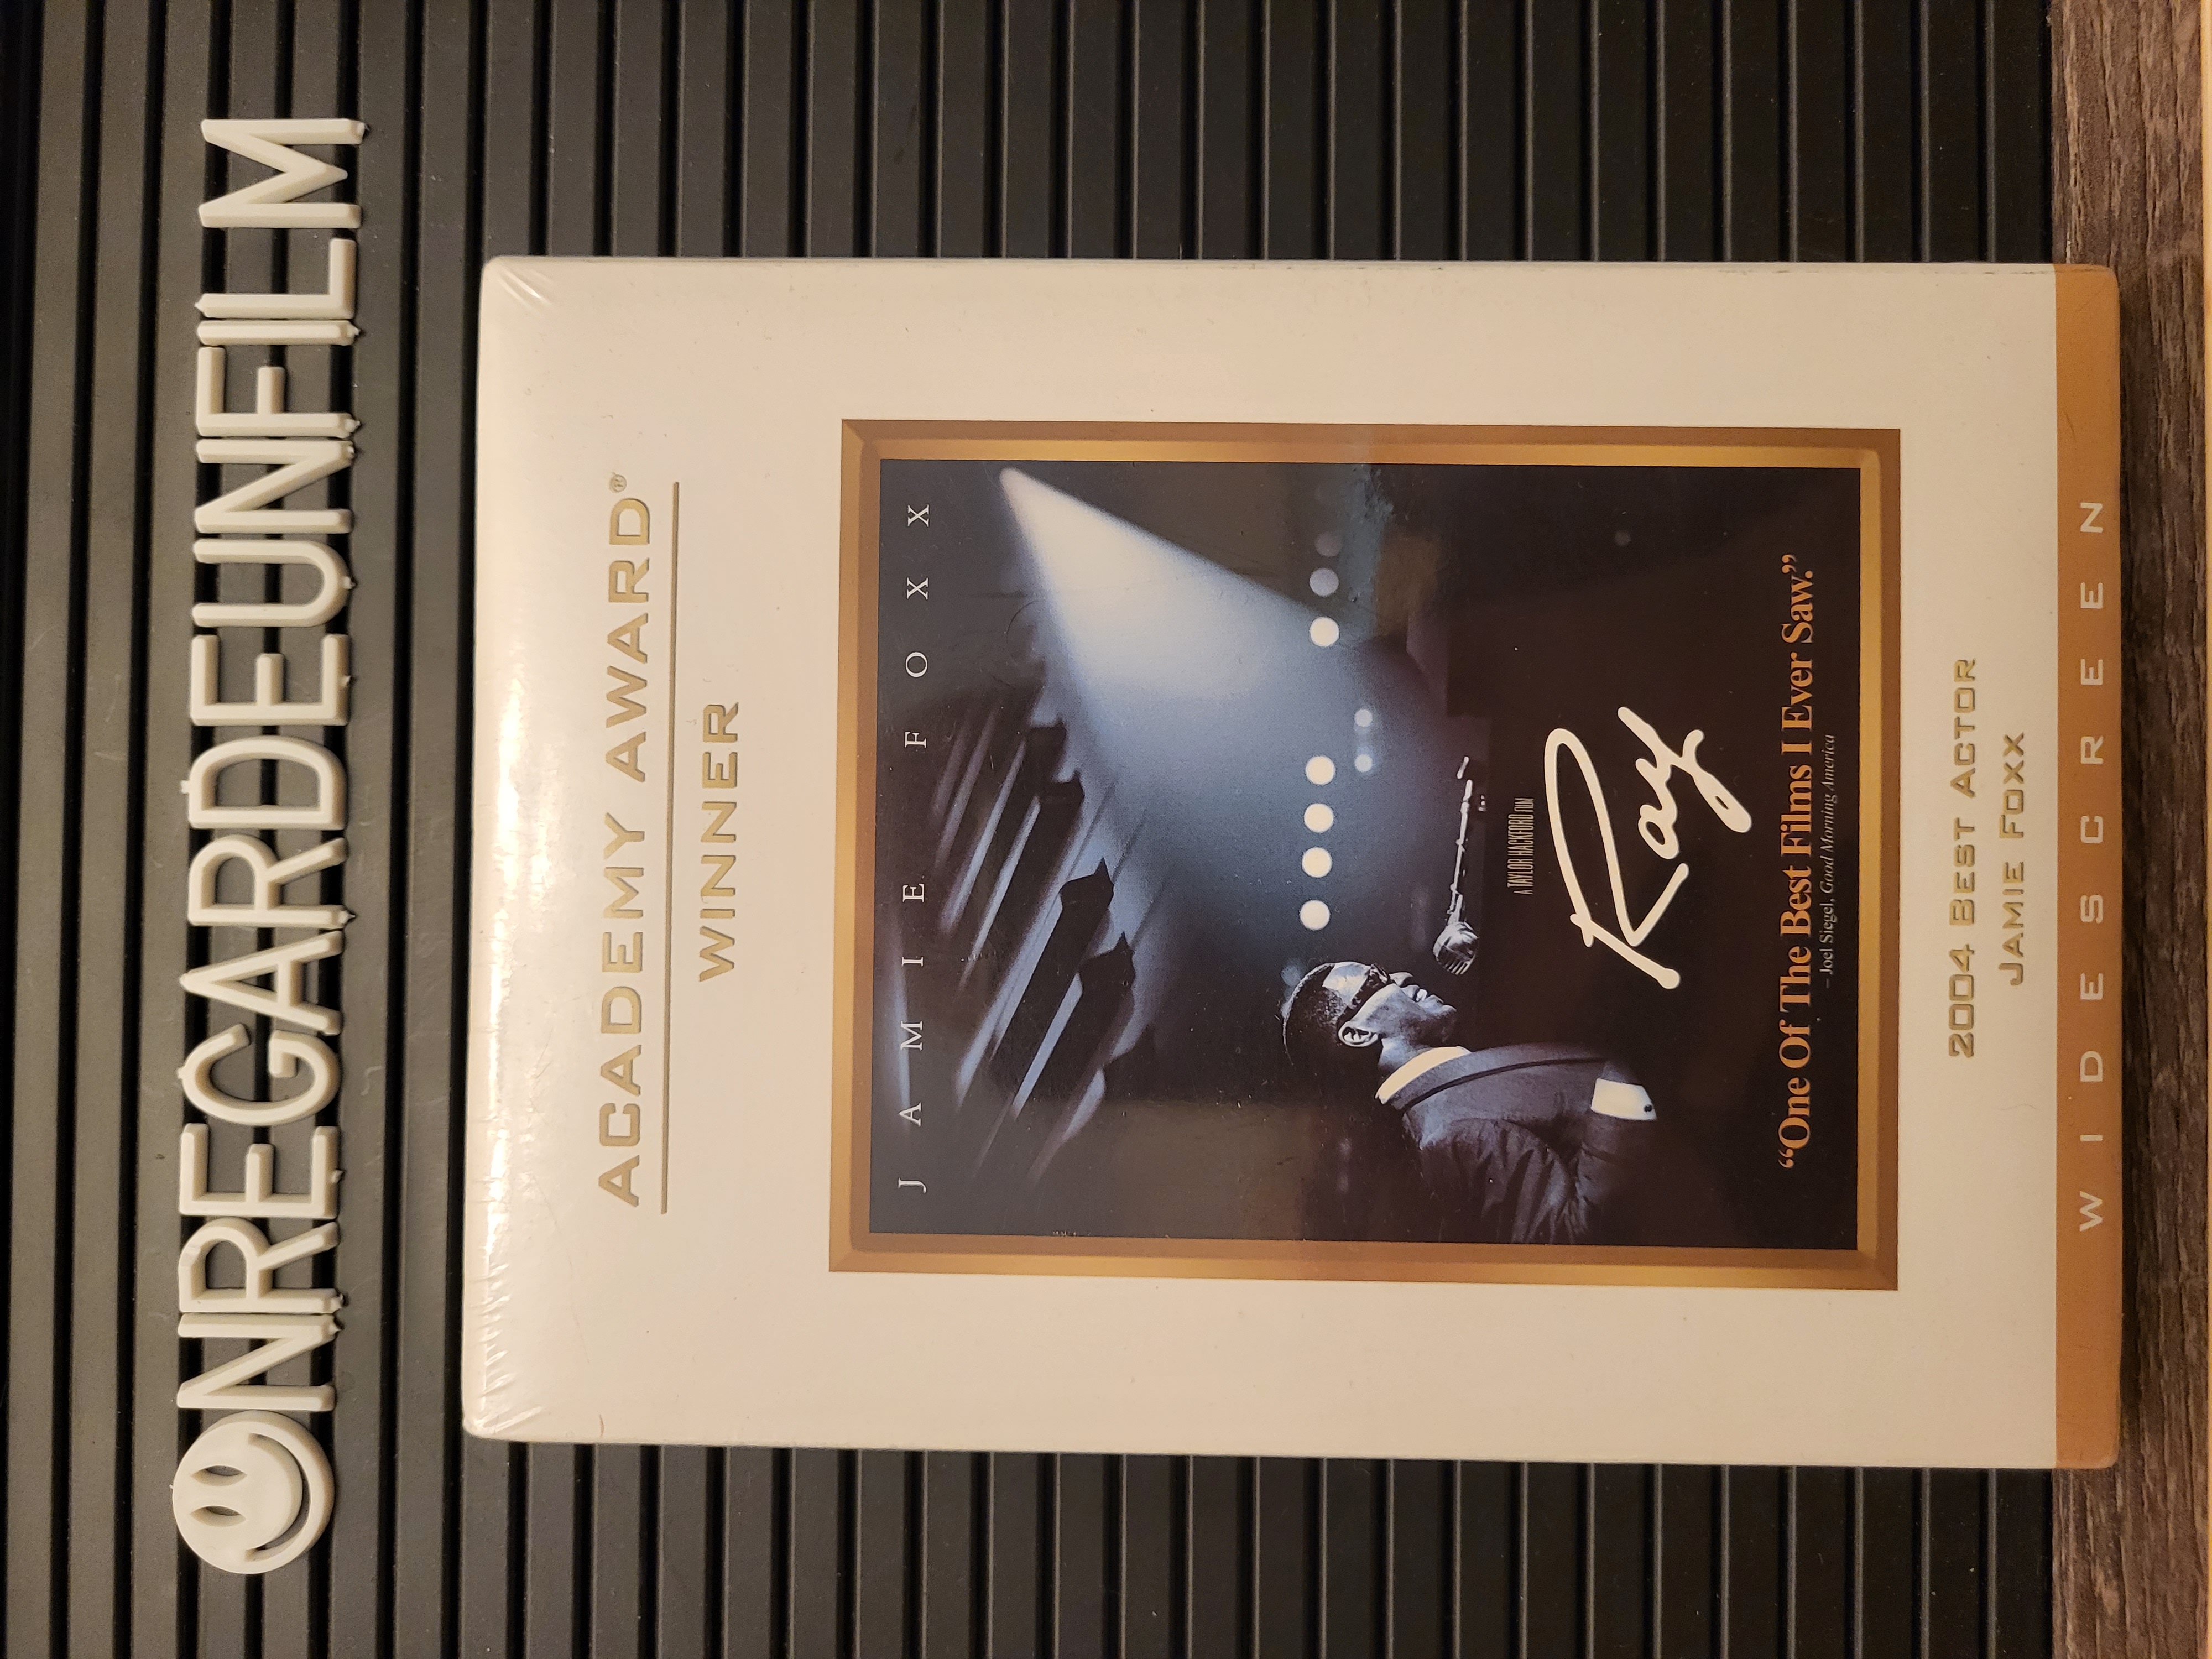 NREGARDEUNFILM
ACADEMY AWARD®
WINNER
JAMIE FOXX
A TAYLOR HACKFORD FILM
Ray
“One Of The Best Films I Ever Saw.”
–Joel Siegel, Good Morning America
2004 BEST ACTOR
JAMIE FOXX
WIDESCREEN